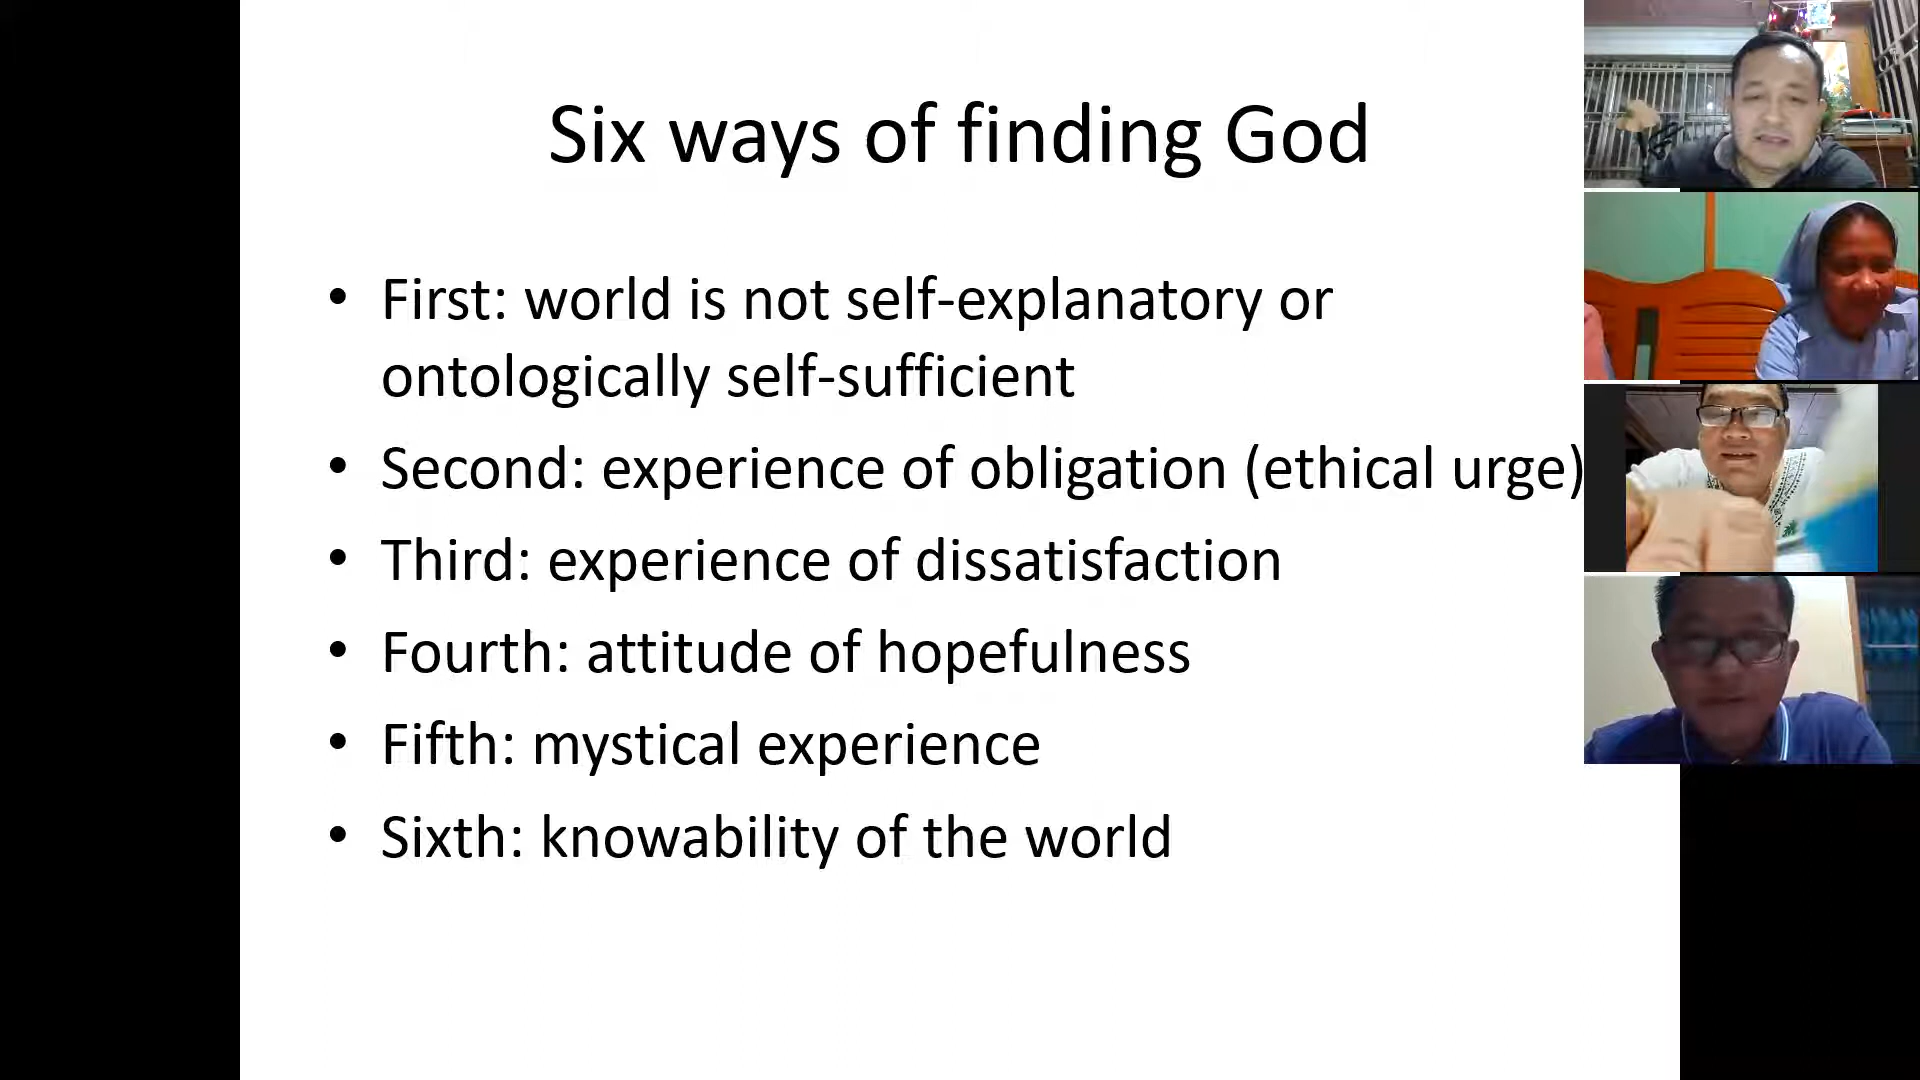 Six ways of finding God
• First: world is not self-explanatory or
ontologically self-sufficient
• Second: experience of obligation (ethical urge)
• Third: experience of dissatisfaction
• Fourth: attitude of hopefulness
• Fifth: mystical experience
• Sixth: knowability of the world